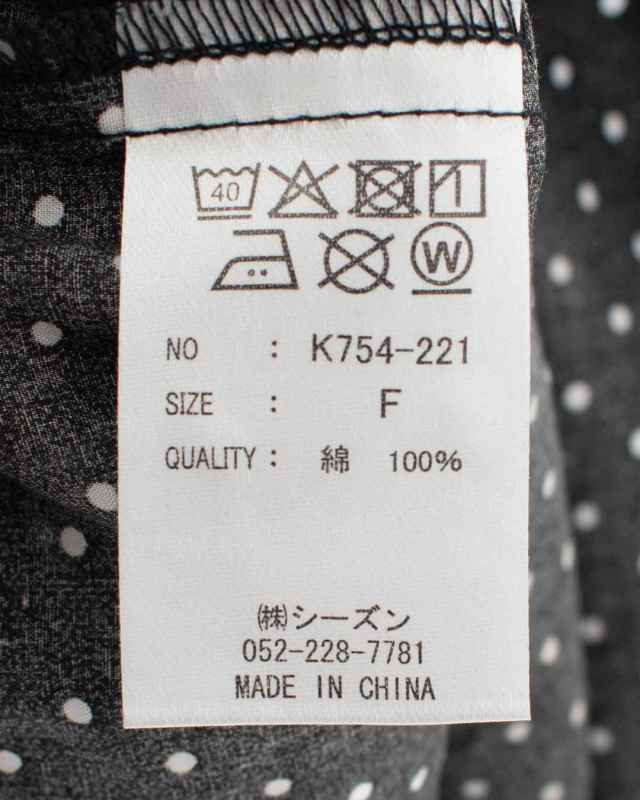 40
W
NO : K754-221
SIZE : F
QUALITY : 綿 100%
㈱シーズン
052-228-7781
MADE IN CHINA